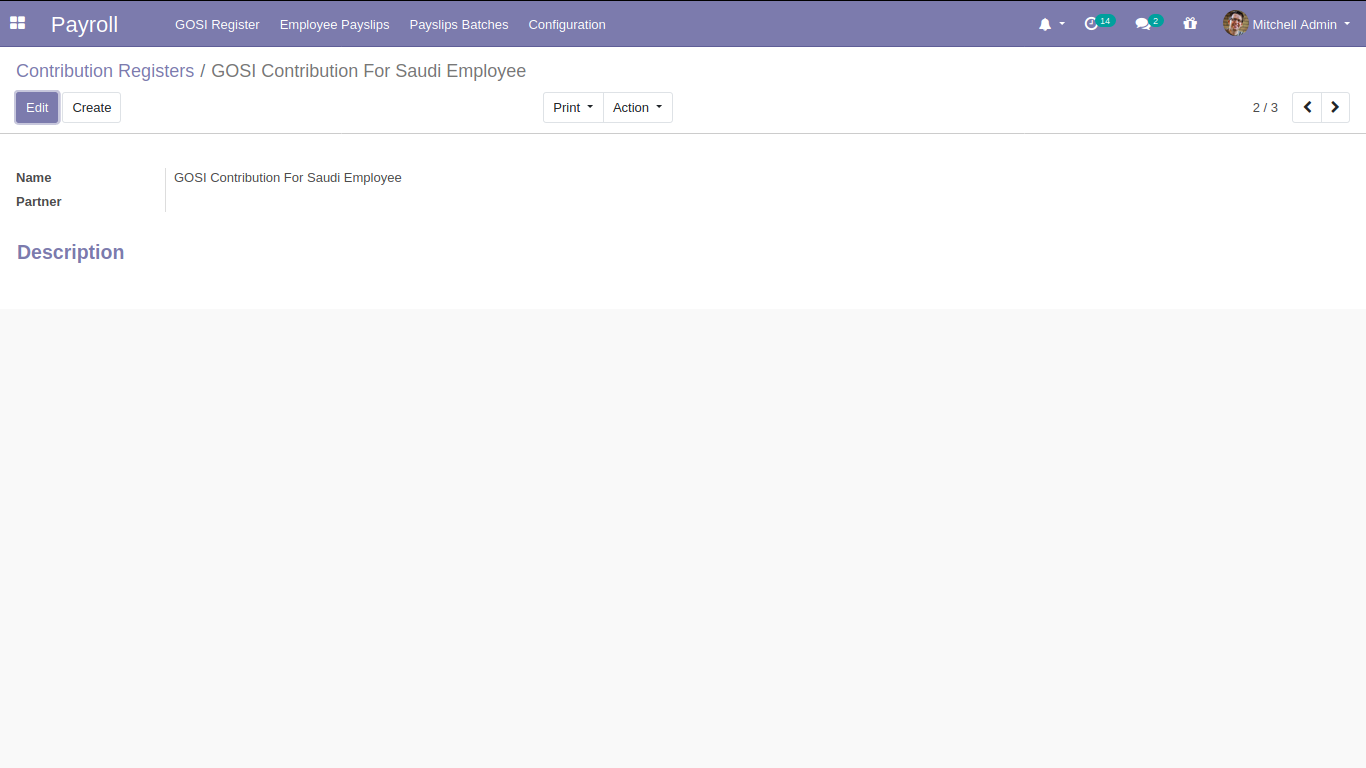 Payroll GOSI Register Employee Payslips Payslips Batches Configuration 14 2 Mitchell Admin
Contribution Registers / GOSI Contribution For Saudi Employee
Edit Create Print Action 2 / 3
Name GOSI Contribution For Saudi Employee
Partner
Description